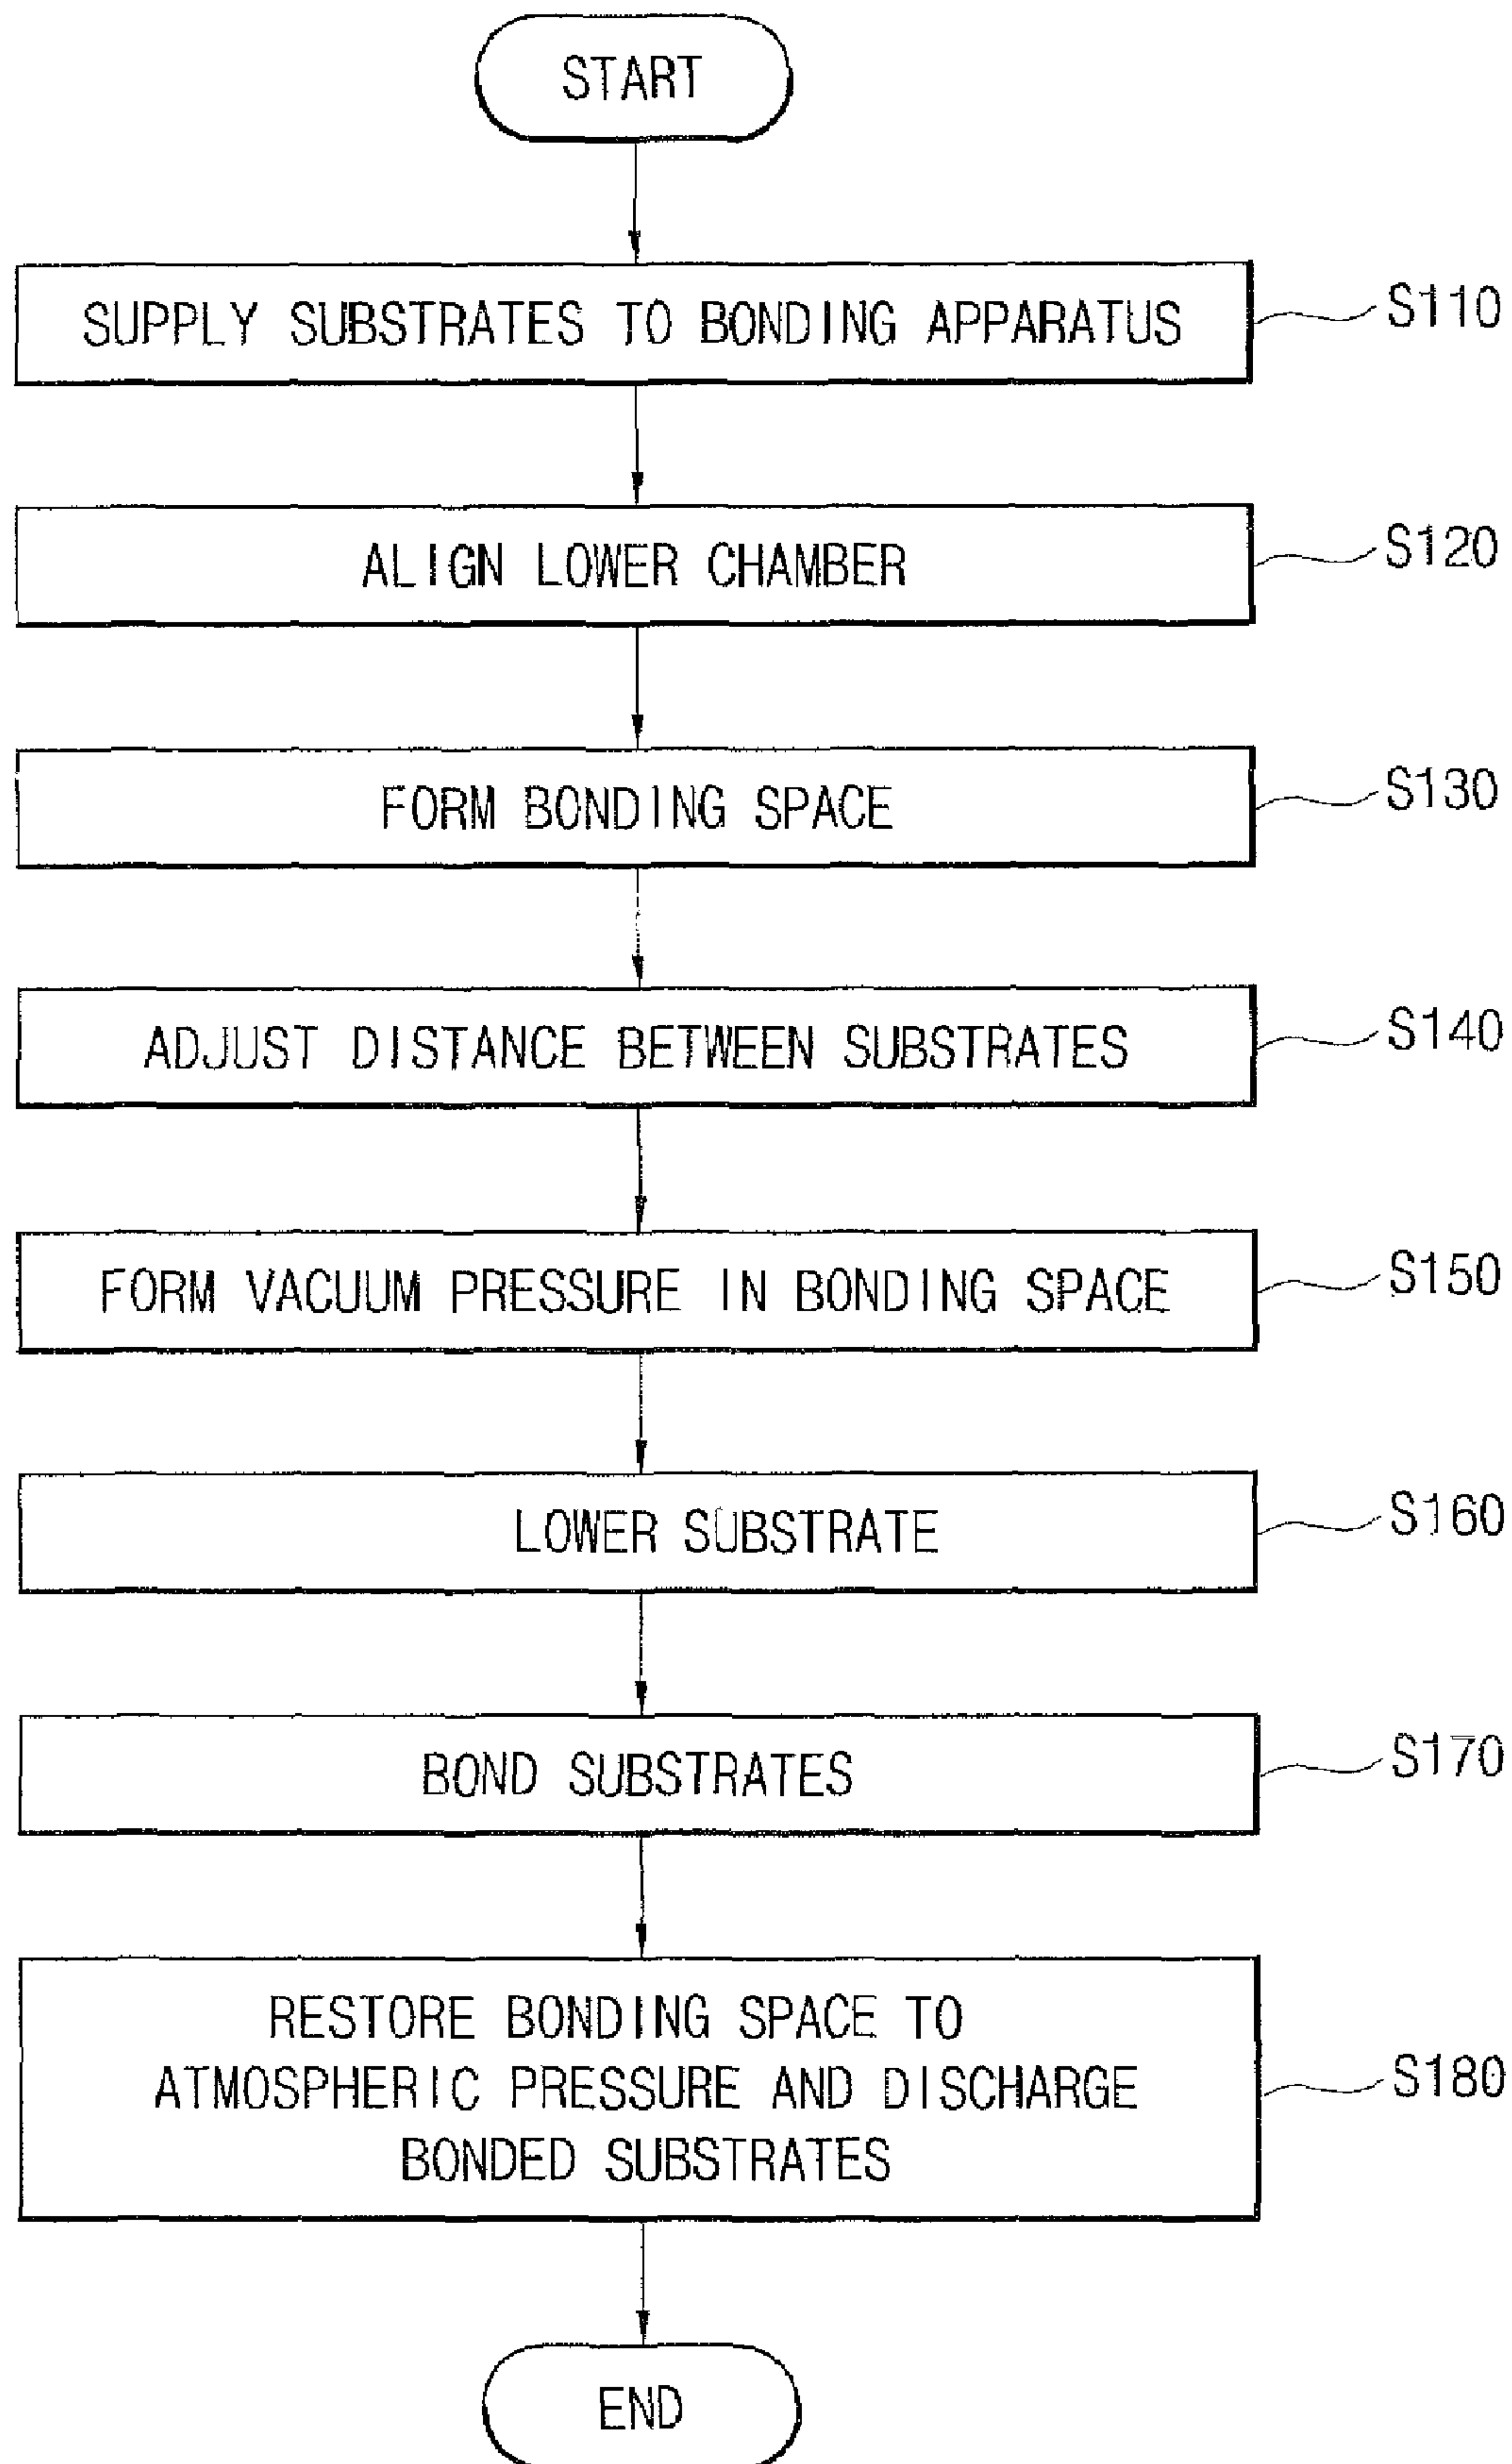 START
SUPPLY SUBSTRATES TO BONDING APPARATUS
S110
ALIGN LOWER CHAMBER
S120
FORM BONDING SPACE
S130
ADJUST DISTANCE BETWEEN SUBSTRATES
S140
FORM VACUUM PRESSURE IN BONDING SPACE
S150
LOWER SUBSTRATE
S160
BOND SUBSTRATES
S170
RESTORE BONDING SPACE TO
ATMOSPHERIC PRESSURE AND DISCHARGE
BONDED SUBSTRATES
S180
END